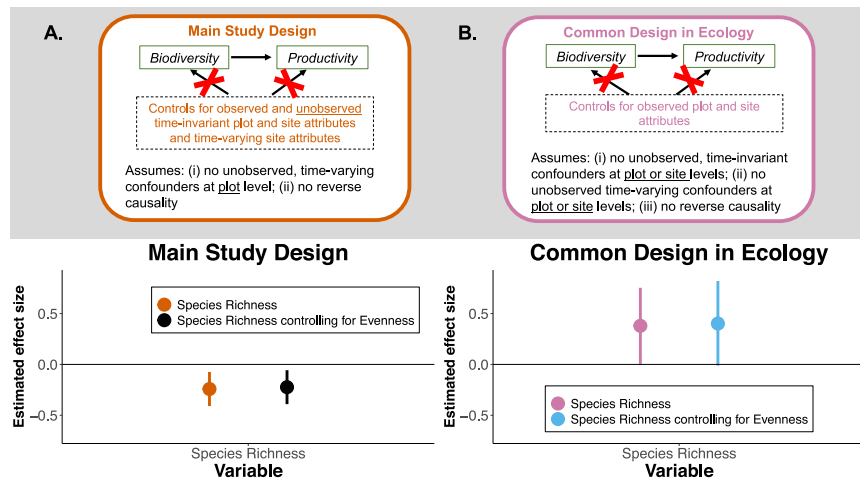 A.
Main Study Design
Biodiversity
Productivity
Controls for observed and unobserved
time-invariant plot and site attributes
and time-varying site attributes
Assumes: (i) no unobserved, time-varying
confounders at plot level; (ii) no reverse
causality
B.
Common Design in Ecology
Biodiversity
Productivity
Controls for observed plot and site
attributes
Assumes: (i) no unobserved, time-invariant
confounders at plot or site levels; (ii) no
unobserved time-varying confounders at
plot or site levels; (iii) no reverse causality
Main Study Design
Estimated effect size
0.5
0.0
−0.5
Species Richness
Species Richness controlling for Evenness
Species Richness
Variable
Common Design in Ecology
Estimated effect size
0.5
0.0
−0.5
Species Richness
Species Richness controlling for Evenness
Species Richness
Variable